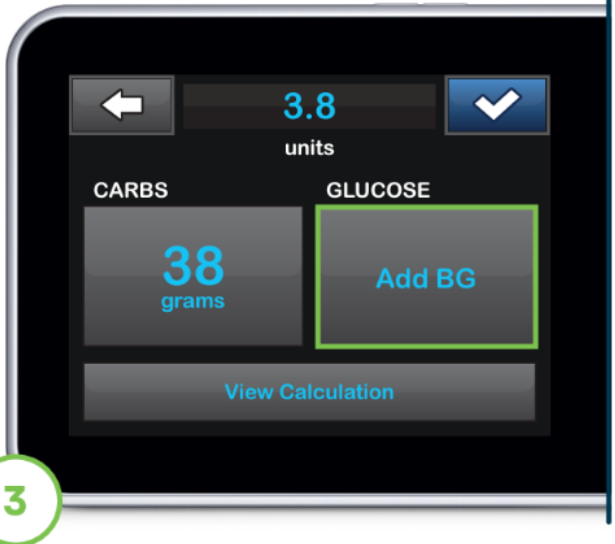 3.8
units
CARBS
GLUCOSE
38
grams
Add BG
View Calculation
3